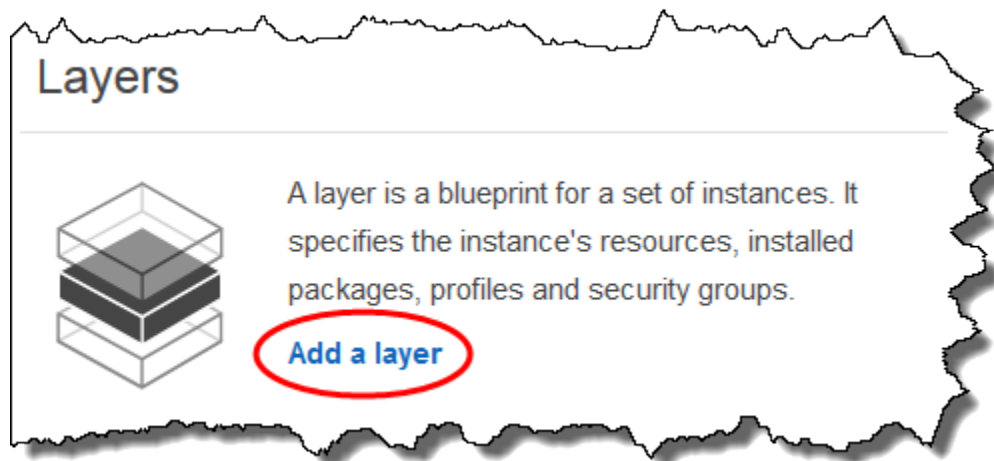 Layers
A layer is a blueprint for a set of instances. It
specifies the instance's resources, installed
packages, profiles and security groups.
Add a layer